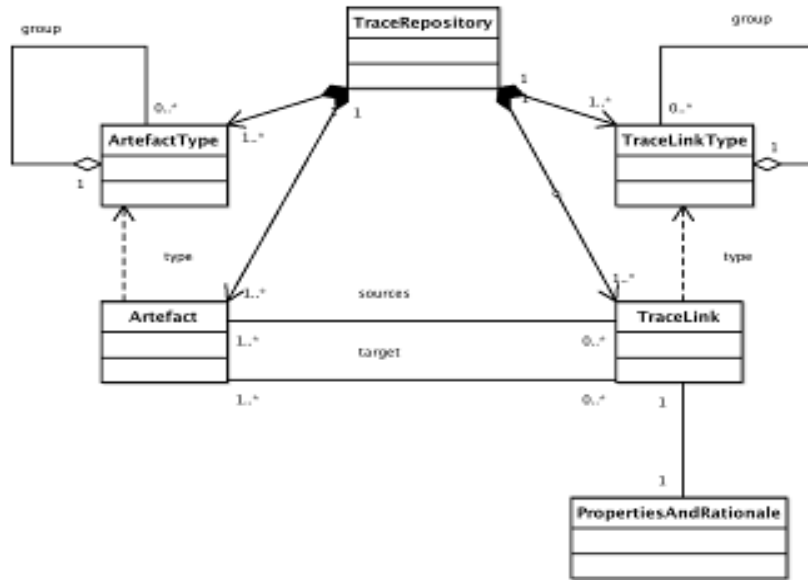 TraceRepository
group
group
0..*
1..*
1
1
1
1..*
0..*
ArtefactType
TraceLinkType
1
1
type
type
1..*
sources
1..*
Artefact
TraceLink
1..*
0..*
target
1..*
0..*
1
1
PropertiesAndRationale